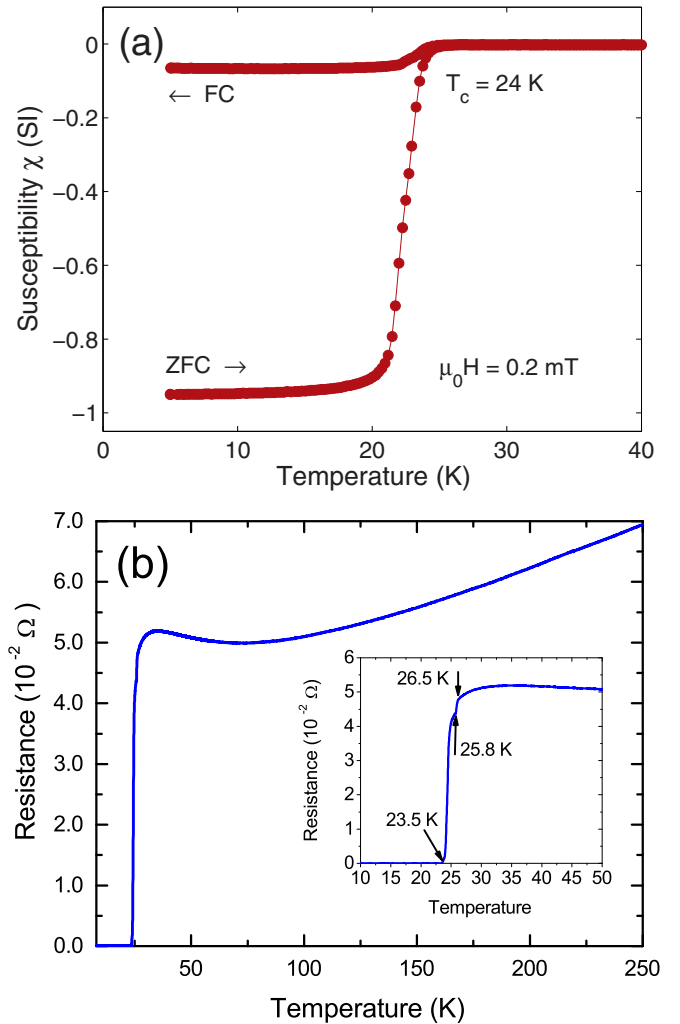 (a)
0
−0.2
−0.4
−0.6
−0.8
−1
Susceptibility χ (SI)
← FC
T_c = 24 K
ZFC →
μ_0H = 0.2 mT
0 10 20 30 40
Temperature (K)
(b)
7.0
6.0
5.0
4.0
3.0
2.0
1.0
0.0
Resistance (10^-2 Ω)
6
5
4
3
2
1
0
Resistance (10^-2 Ω)
26.5 K
25.8 K
23.5 K
10 15 20 25 30 35 40 45 50
Temperature
50 100 150 200 250
Temperature (K)